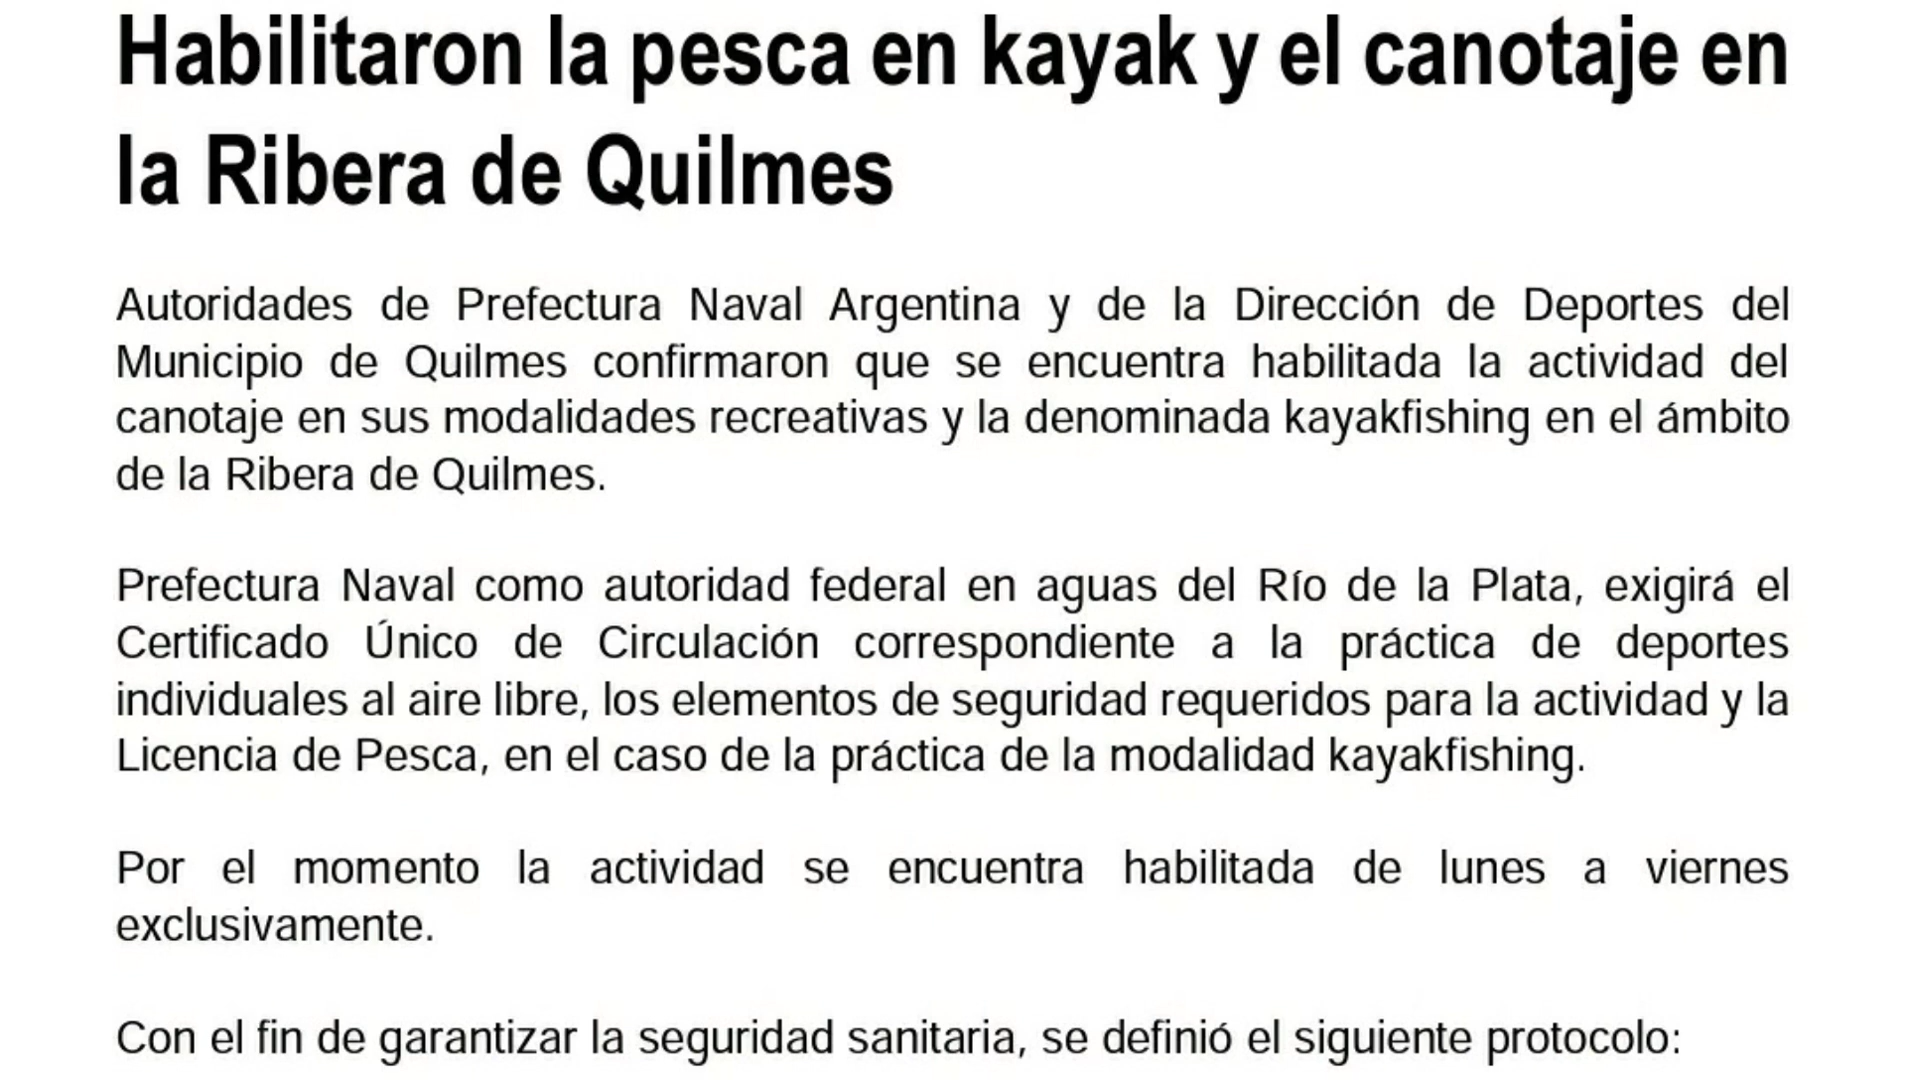 Habilitaron la pesca en kayak y el canotaje en
la Ribera de Quilmes
Autoridades de Prefectura Naval Argentina y de la Dirección de Deportes del
Municipio de Quilmes confirmaron que se encuentra habilitada la actividad del
canotaje en sus modalidades recreativas y la denominada kayakfishing en el ámbito
de la Ribera de Quilmes.
Prefectura Naval como autoridad federal en aguas del Río de la Plata, exigirá el
Certificado Único de Circulación correspondiente a la práctica de deportes
individuales al aire libre, los elementos de seguridad requeridos para la actividad y la
Licencia de Pesca, en el caso de la práctica de la modalidad kayakfishing.
Por el momento la actividad se encuentra habilitada de lunes a viernes
exclusivamente.
Con el fin de garantizar la seguridad sanitaria, se definió el siguiente protocolo: